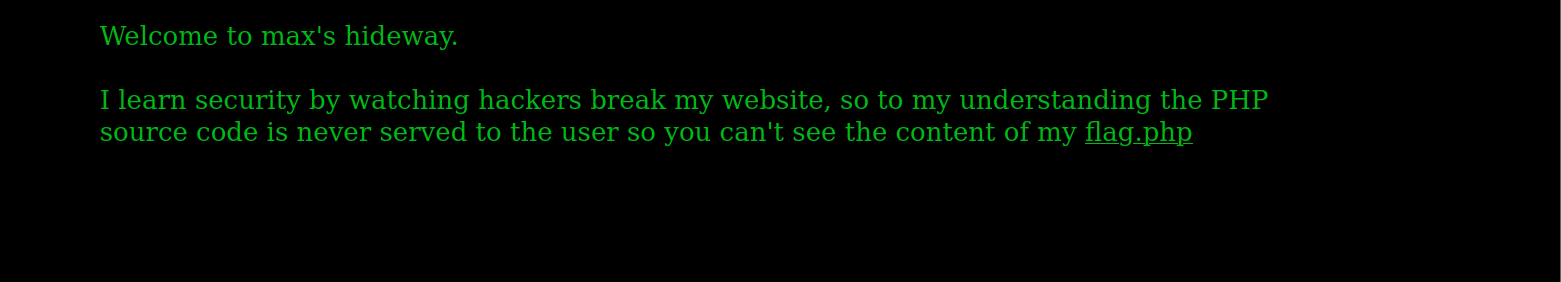 Welcome to max's hideway.
I learn security by watching hackers break my website, so to my understanding the PHP
source code is never served to the user so you can't see the content of my flag.php